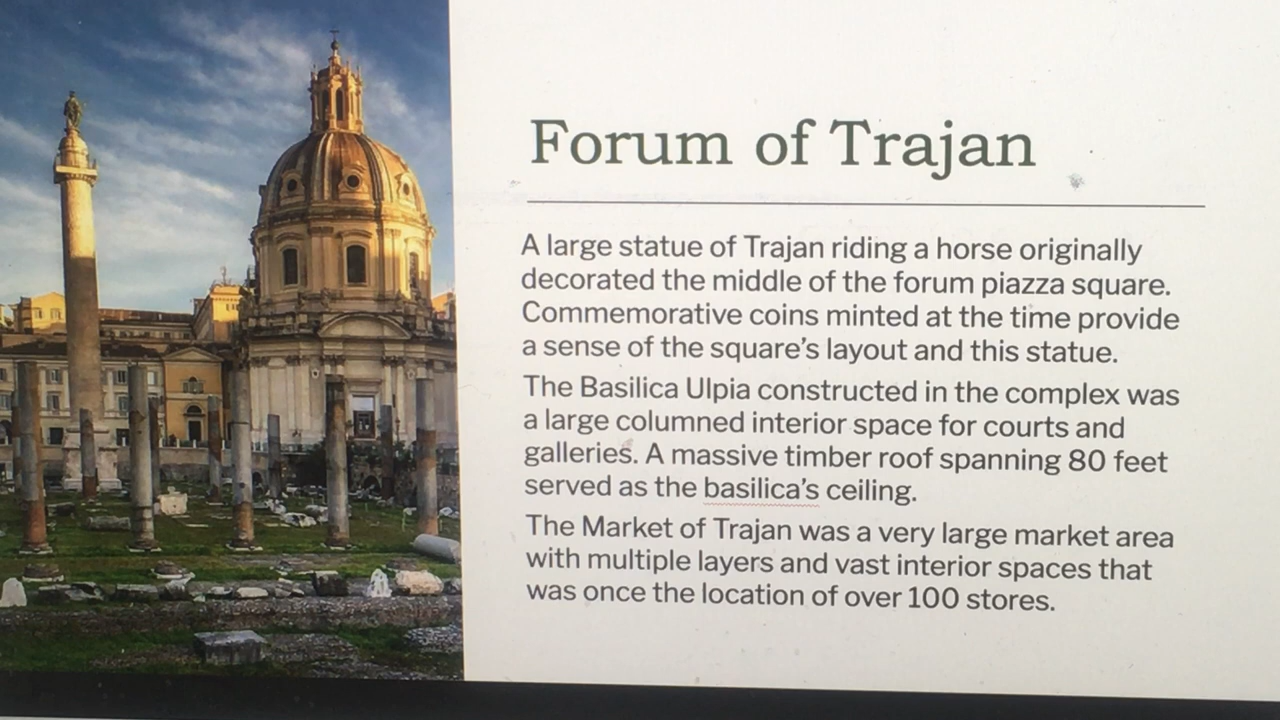 Forum of Trajan
A large statue of Trajan riding a horse originally
decorated the middle of the forum piazza square.
Commemorative coins minted at the time provide
a sense of the square’s layout and this statue.
The Basilica Ulpia constructed in the complex was
a large columned interior space for courts and
galleries. A massive timber roof spanning 80 feet
served as the basilica’s ceiling.
The Market of Trajan was a very large market area
with multiple layers and vast interior spaces that
was once the location of over 100 stores.